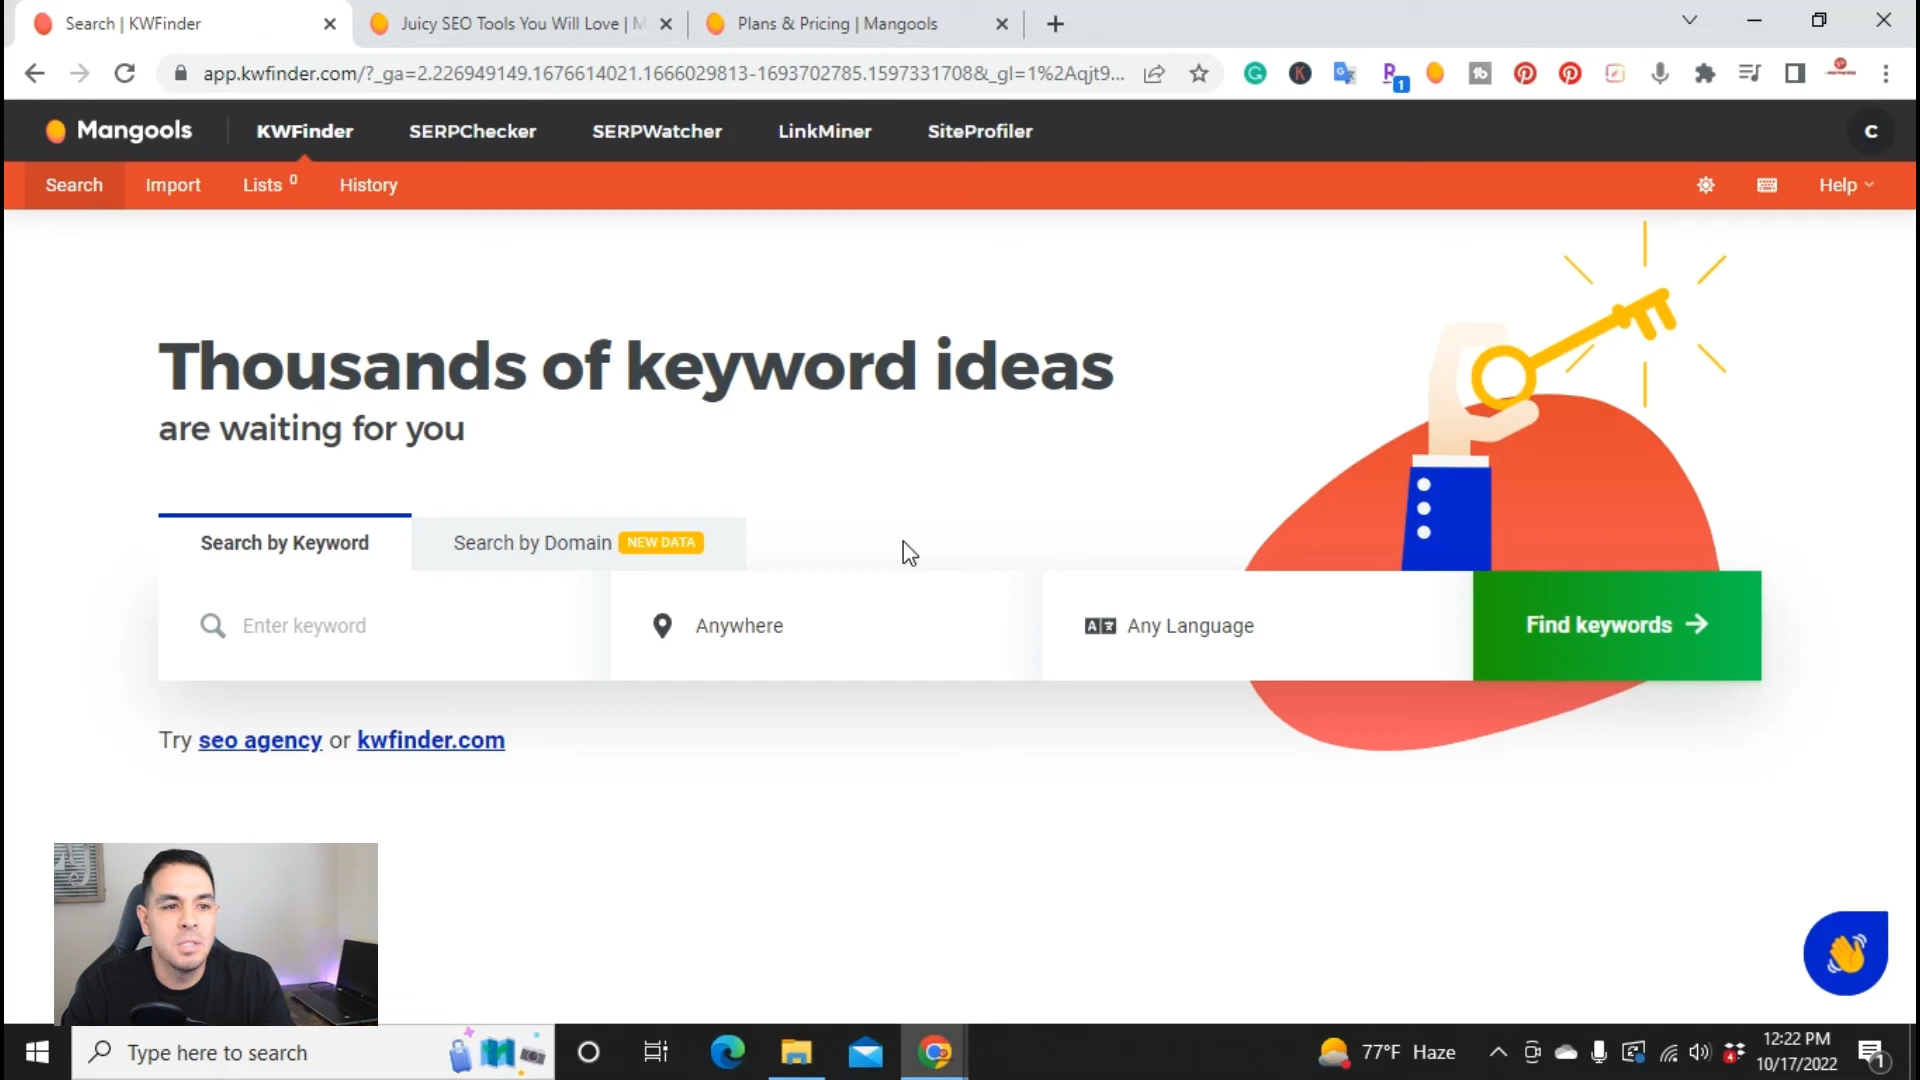 Search | KWFinder
Juicy SEO Tools You Will Love | M
Plans & Pricing | Mangools
app.kwfinder.com/?_ga=2.226949149.1676614021.1666029813-1693702785.1597331708&_gl=1%2Aqjt9...
Mangools
KWFinder
SERPChecker
SERPWatcher
LinkMiner
SiteProfiler
C
Search
Import
Lists 0
History
Help
Thousands of keyword ideas
are waiting for you
Search by Keyword
Search by Domain NEW DATA
Enter keyword
Anywhere
Any Language
Find keywords →
Try seo agency or kwfinder.com
Type here to search
77°F Haze
12:22 PM
10/17/2022
1